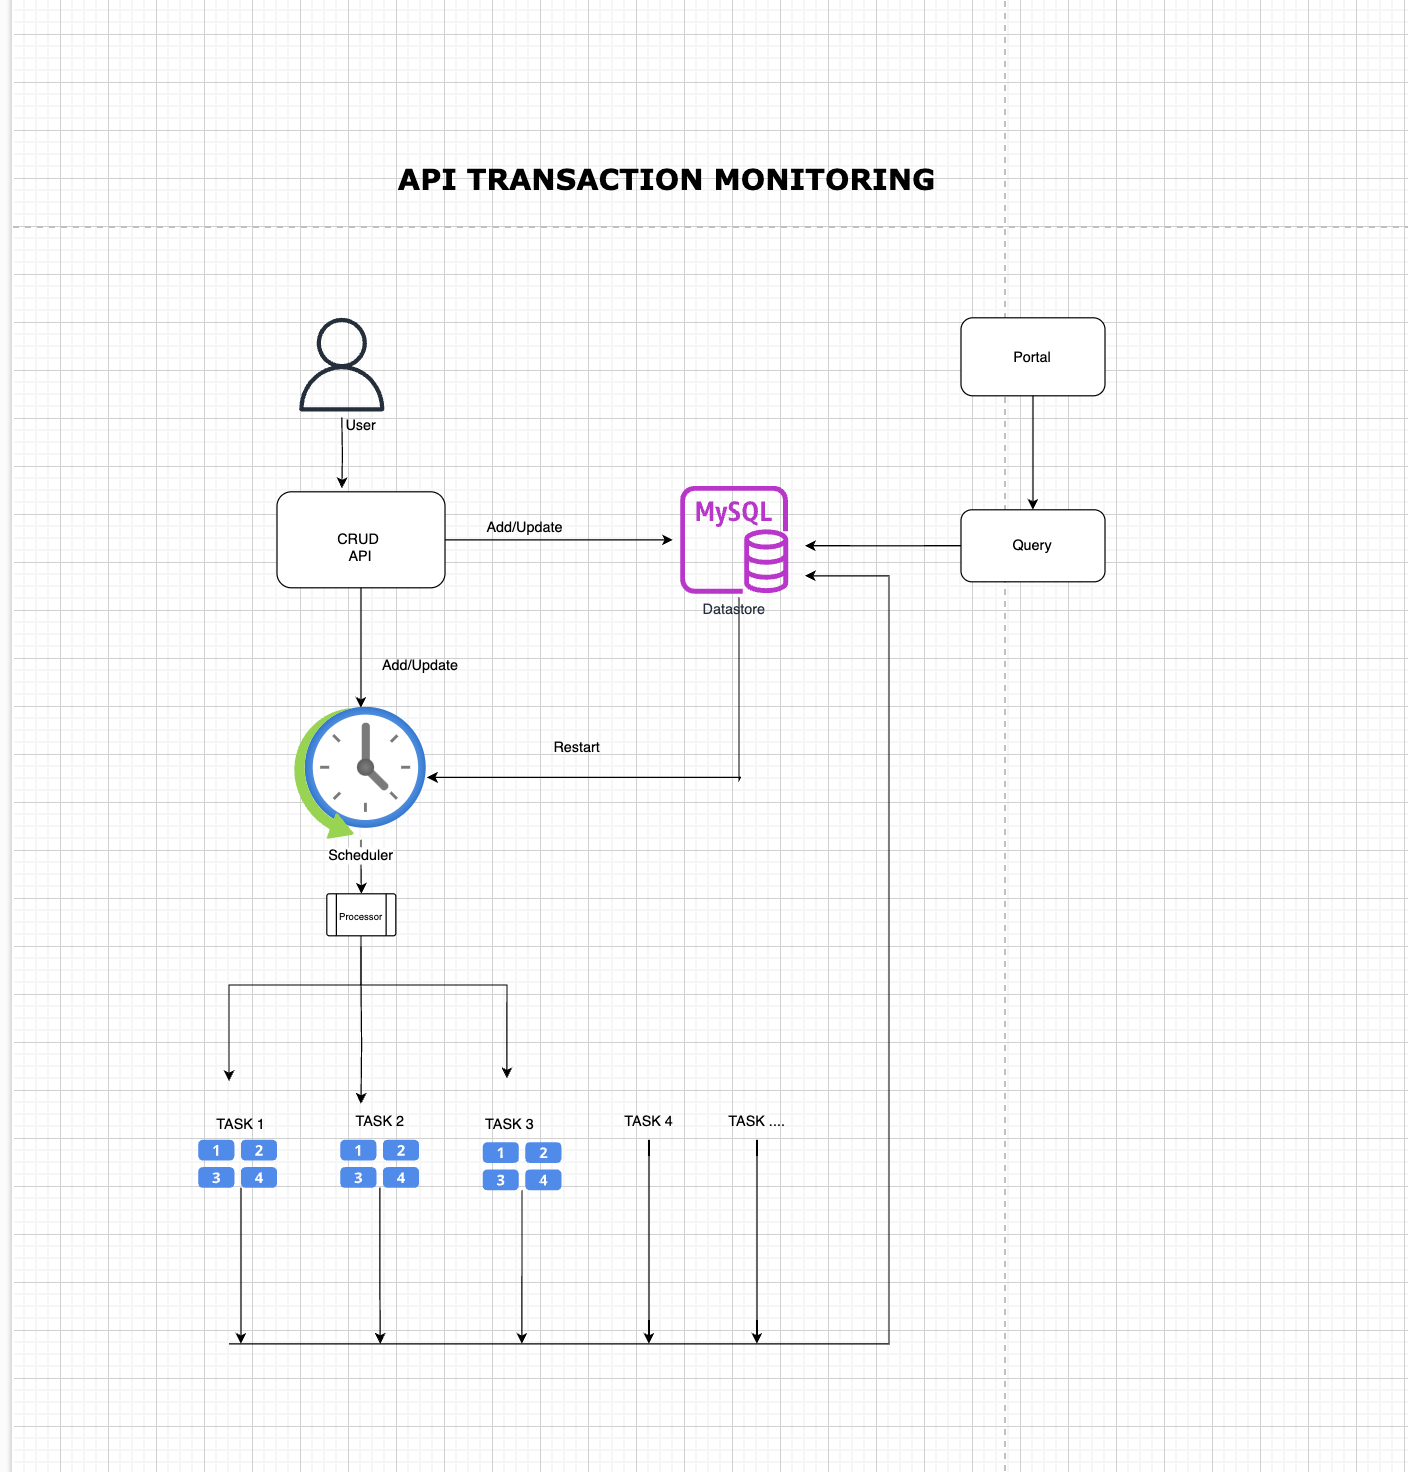 API TRANSACTION MONITORING
User
Portal
CRUD
API
Add/Update
MySQL
Datastore
Query
Add/Update
Restart
Scheduler
Processor
TASK 1
TASK 2
TASK 3
TASK 4
TASK ....
1 2
3 4
1 2
3 4
1 2
3 4